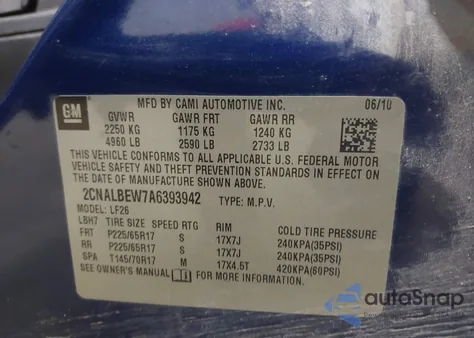 GM
MFD BY CAMI AUTOMOTIVE INC. 06/10
GVWR GAWR FRT GAWR RR
2250 KG 1175 KG 1240 KG
4960 LB 2590 LB 2733 LB
THIS VEHICLE CONFORMS TO ALL APPLICABLE U.S. FEDERAL MOTOR
VEHICLE SAFETY AND THEFT PREVENTION STANDARDS IN EFFECT ON
THE DATE OF MANUFACTURE SHOWN ABOVE.
2CNALBEW7A6393942 TYPE: M.P.V.
MODEL: LF26
LBH7 TIRE SIZE SPEED RTG RIM COLD TIRE PRESSURE
FRT P225/65R17 S 17X7J 240KPA(35PSI)
RR P225/65R17 S 17X7J 240KPA(35PSI)
SPA T145/70R17 M 17X4.5T 420KPA(60PSI)
SEE OWNER'S MANUAL FOR MORE INFORMATION.
autoSnap